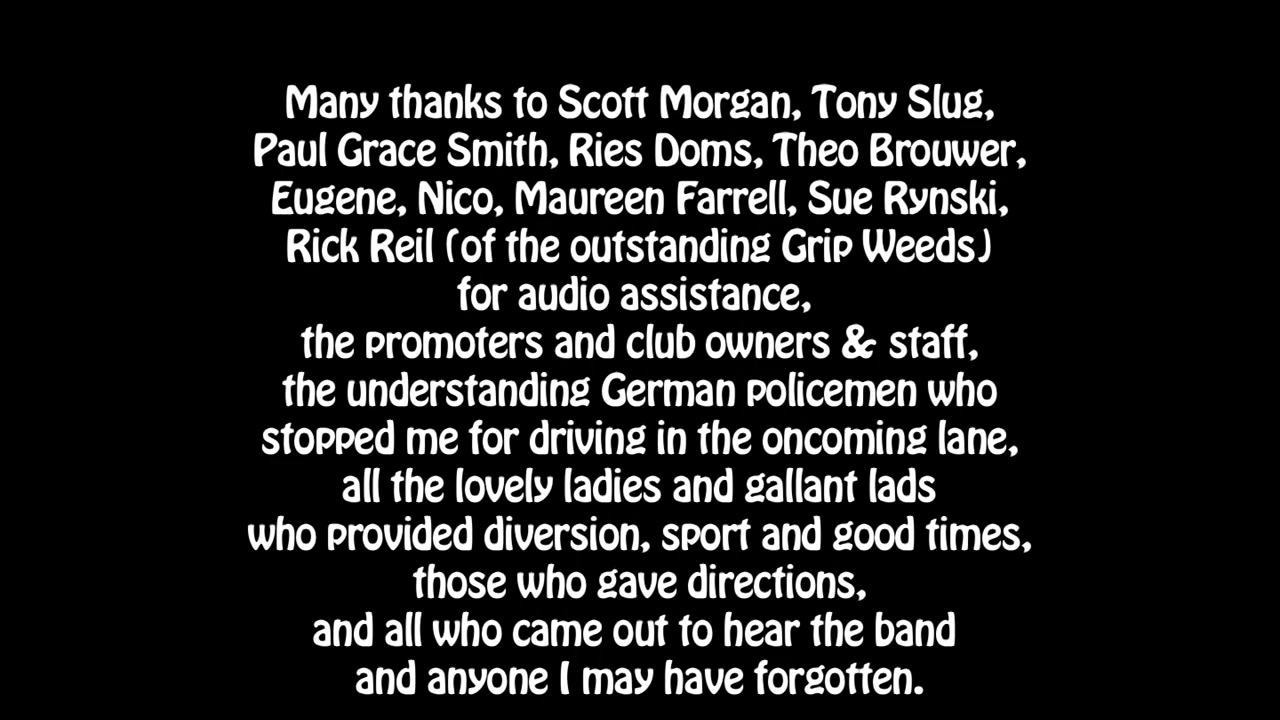 Many thanks to Scott Morgan, Tony Slug,
Paul Grace Smith, Ries Doms, Theo Brouwer,
Eugene, Nico, Maureen Farrell, Sue Rynski,
Rick Reil (of the outstanding Grip Weeds)
for audio assistance,
the promoters and club owners & staff,
the understanding German policemen who
stopped me for driving in the oncoming lane,
all the lovely ladies and gallant lads
who provided diversion, sport and good times,
those who gave directions,
and all who came out to hear the band
and anyone I may have forgotten.